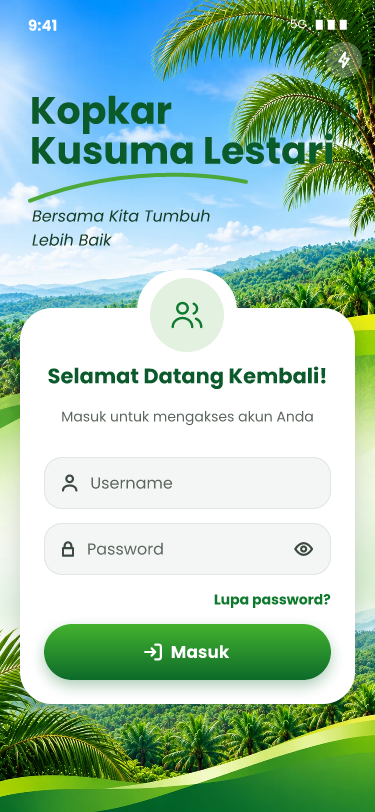 9:41
5G
Kopkar
Kusuma Lestari
Bersama Kita Tumbuh
Lebih Baik
Selamat Datang Kembali!
Masuk untuk mengakses akun Anda
Username
Password
Lupa password?
Masuk